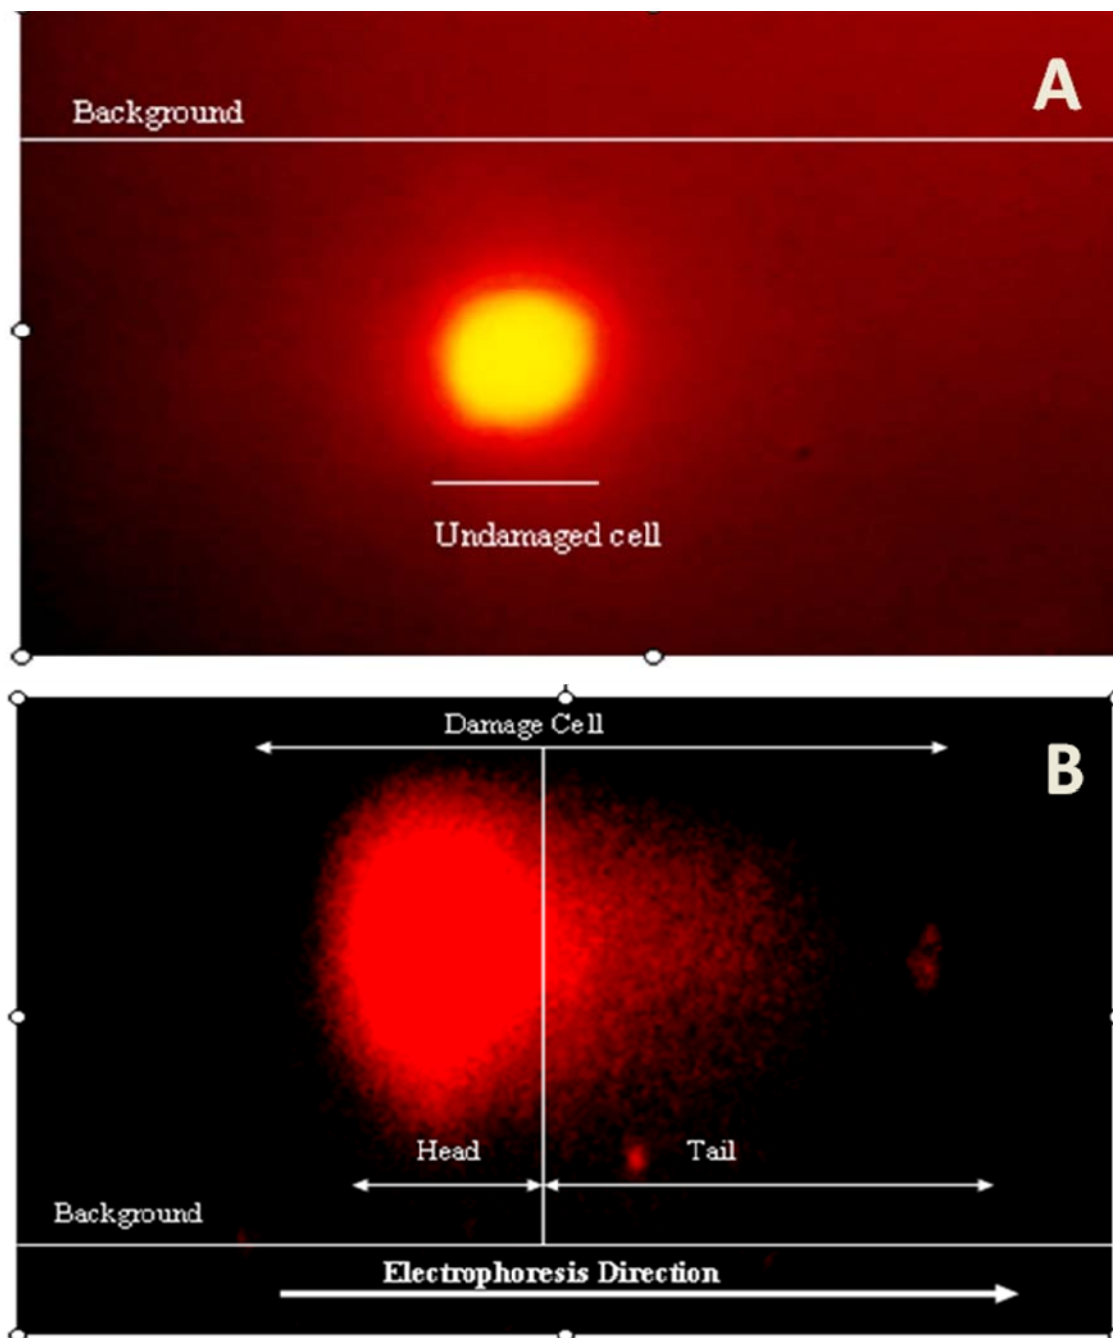 A
Background
Undamaged cell
Damage Cell
B
Head
Tail
Background
Electrophoresis Direction